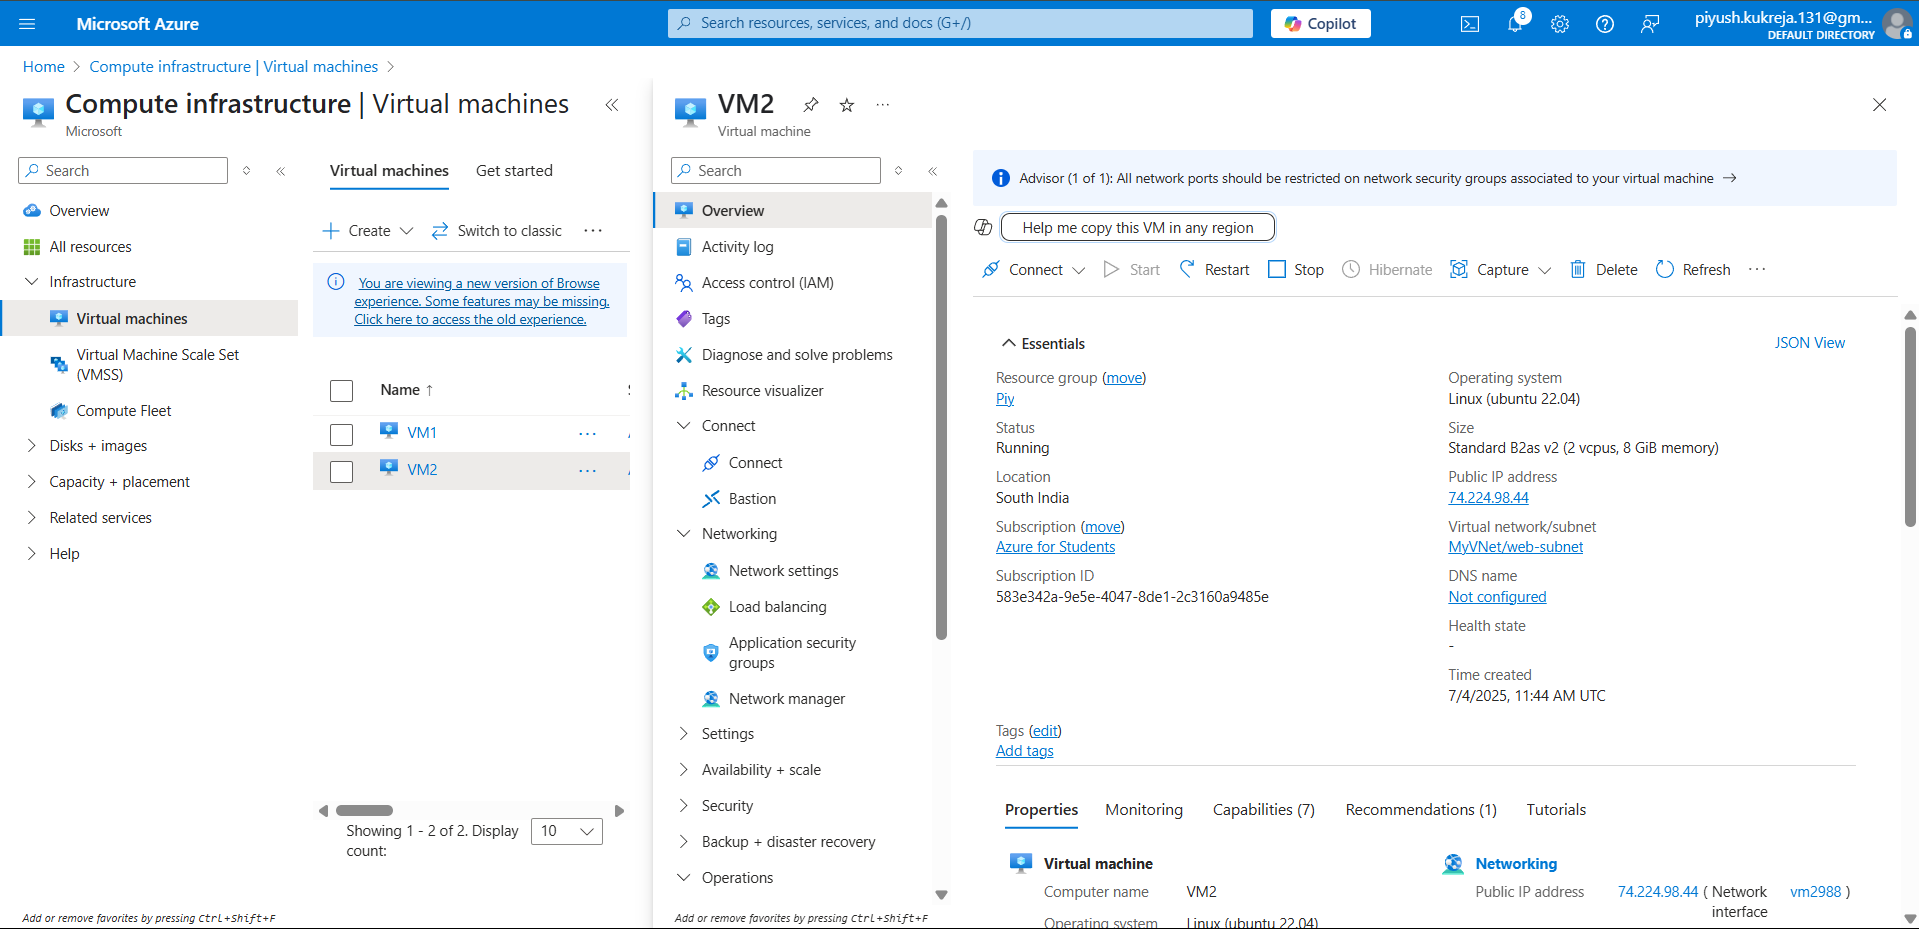 Microsoft Azure
Search resources, services, and docs (G+/)
Copilot
8
piyush.kukreja.131@gm...
DEFAULT DIRECTORY
Home > Compute infrastructure | Virtual machines >
Compute infrastructure | Virtual machines
Microsoft
Search
Overview
All resources
Infrastructure
Virtual machines
Virtual Machine Scale Set
(VMSS)
Compute Fleet
Disks + images
Capacity + placement
Related services
Help
Add or remove favorites by pressing Ctrl+Shift+F
Virtual machines Get started
Create Switch to classic ...
You are viewing a new version of Browse
experience. Some features may be missing.
Click here to access the old experience.
Name ↑
VM1 ...
VM2 ...
Showing 1 - 2 of 2. Display
count:
10
VM2 ...
Virtual machine
Search
Overview
Activity log
Access control (IAM)
Tags
Diagnose and solve problems
Resource visualizer
Connect
Connect
Bastion
Networking
Network settings
Load balancing
Application security
groups
Network manager
Settings
Availability + scale
Security
Backup + disaster recovery
Operations
Add or remove favorites by pressing Ctrl+Shift+F
Advisor (1 of 1): All network ports should be restricted on network security groups associated to your virtual machine →
Help me copy this VM in any region
Connect Start Restart Stop Hibernate Capture Delete Refresh ...
Essentials
JSON View
Resource group (move)
Piy
Status
Running
Location
South India
Subscription (move)
Azure for Students
Subscription ID
583e342a-9e5e-4047-8de1-2c3160a9485e
Operating system
Linux (ubuntu 22.04)
Size
Standard B2as v2 (2 vcpus, 8 GiB memory)
Public IP address
74.224.98.44
Virtual network/subnet
MyVNet/web-subnet
DNS name
Not configured
Health state
-
Time created
7/4/2025, 11:44 AM UTC
Tags (edit)
Add tags
Properties Monitoring Capabilities (7) Recommendations (1) Tutorials
Virtual machine
Computer name VM2
Operating system Linux (ubuntu 22.04)
Networking
Public IP address 74.224.98.44 ( Network
interface
vm2988 )